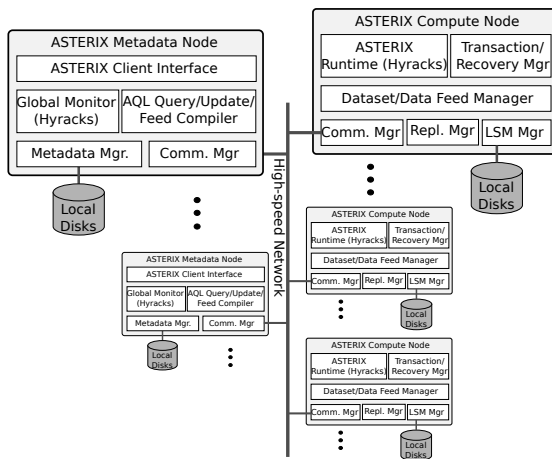 ASTERIX Metadata Node
ASTERIX Client Interface
Global Monitor
(Hyracks)
AQL Query/Update/
Feed Compiler
Metadata Mgr.
Comm. Mgr
Local
Disks
High-speed Network
ASTERIX Compute Node
ASTERIX
Runtime (Hyracks)
Transaction/
Recovery Mgr
Dataset/Data Feed Manager
Comm. Mgr
Repl. Mgr
LSM Mgr
Local
Disks
ASTERIX Metadata Node
ASTERIX Client Interface
Global Monitor
(Hyracks)
AQL Query/Update/
Feed Compiler
Metadata Mgr.
Comm. Mgr
Local
Disks
ASTERIX Compute Node
ASTERIX
Runtime (Hyracks)
Transaction/
Recovery Mgr
Dataset/Data Feed Manager
Comm. Mgr
Repl. Mgr
LSM Mgr
Local
Disks
ASTERIX Compute Node
ASTERIX
Runtime (Hyracks)
Transaction/
Recovery Mgr
Dataset/Data Feed Manager
Comm. Mgr
Repl. Mgr
LSM Mgr
Local
Disks